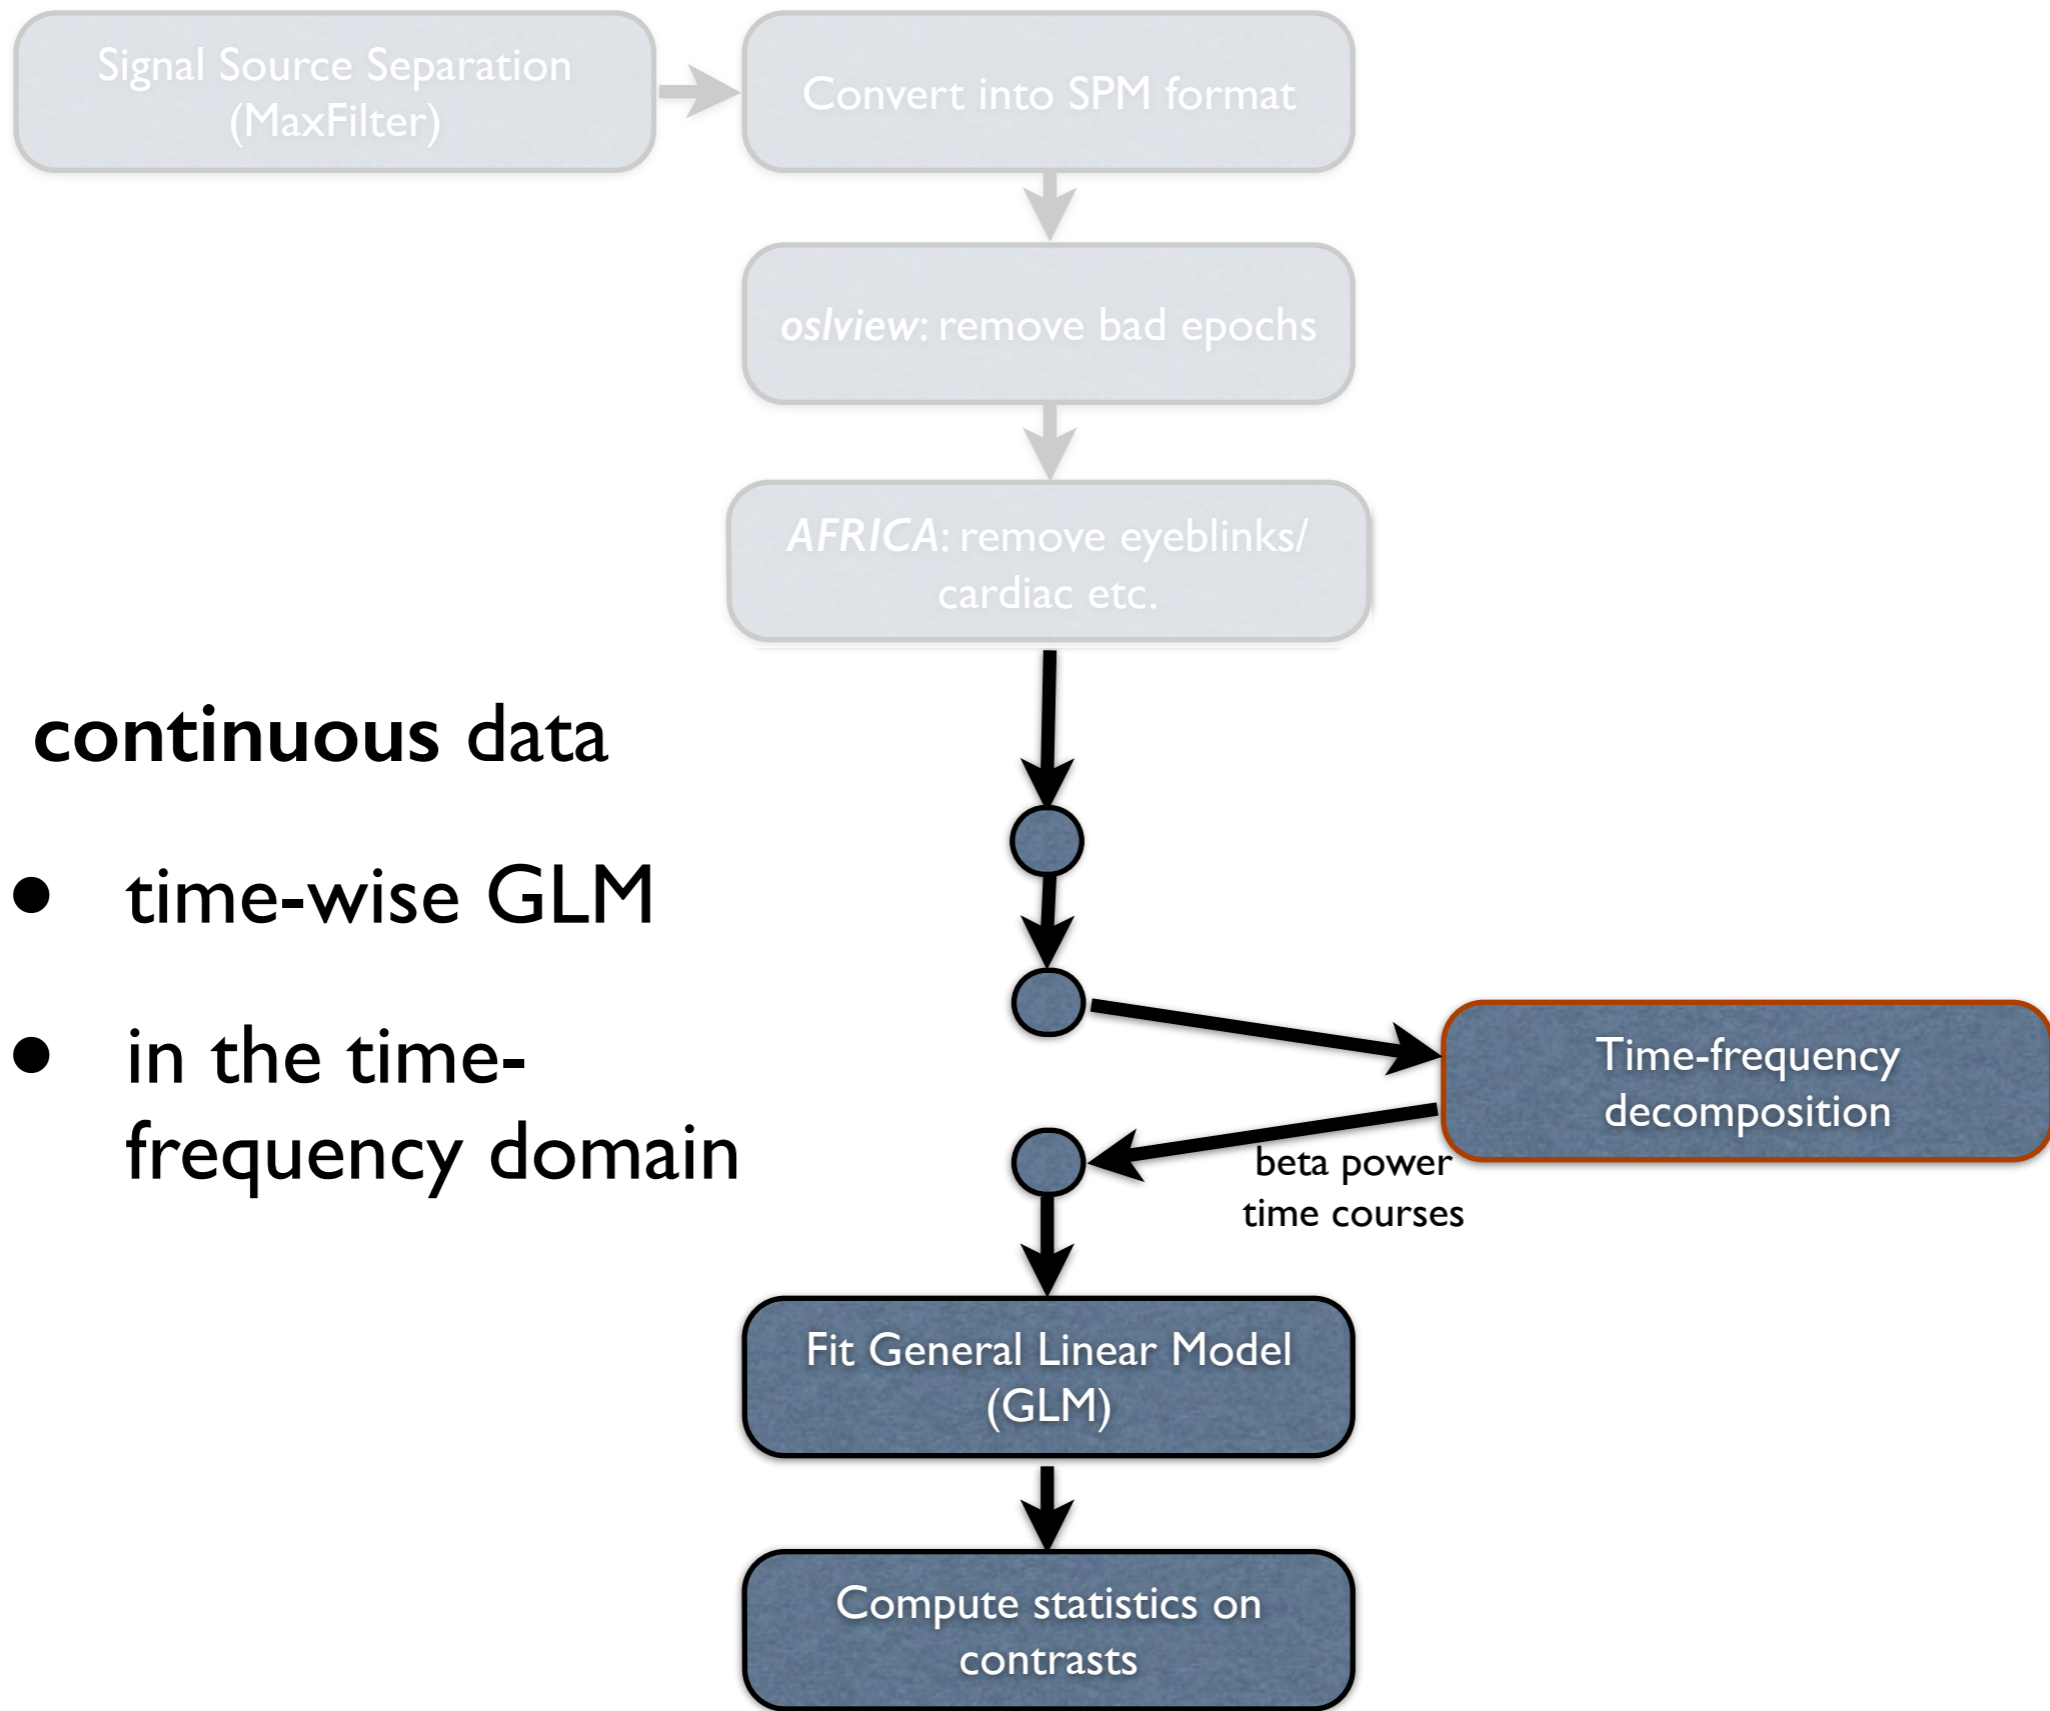 Signal Source Separation
(MaxFilter)
Convert into SPM format
oslview: remove bad epochs
AFRICA: remove eyeblinks/
cardiac etc.
continuous data
• time-wise GLM
• in the time-
frequency domain
Time-frequency
decomposition
beta power
time courses
Fit General Linear Model
(GLM)
Compute statistics on
contrasts